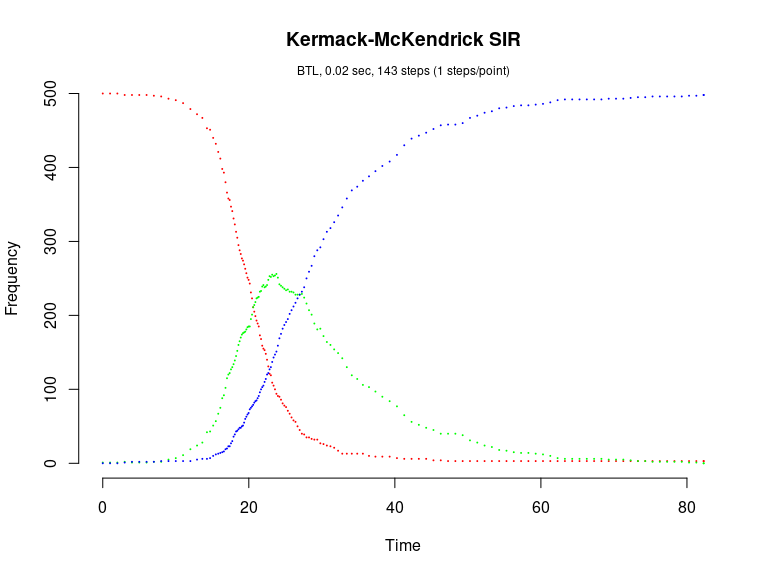 Kermack-McKendrick SIR
BTL, 0.02 sec, 143 steps (1 steps/point)
Frequency
500
400
300
200
100
0
0 20 40 60 80
Time